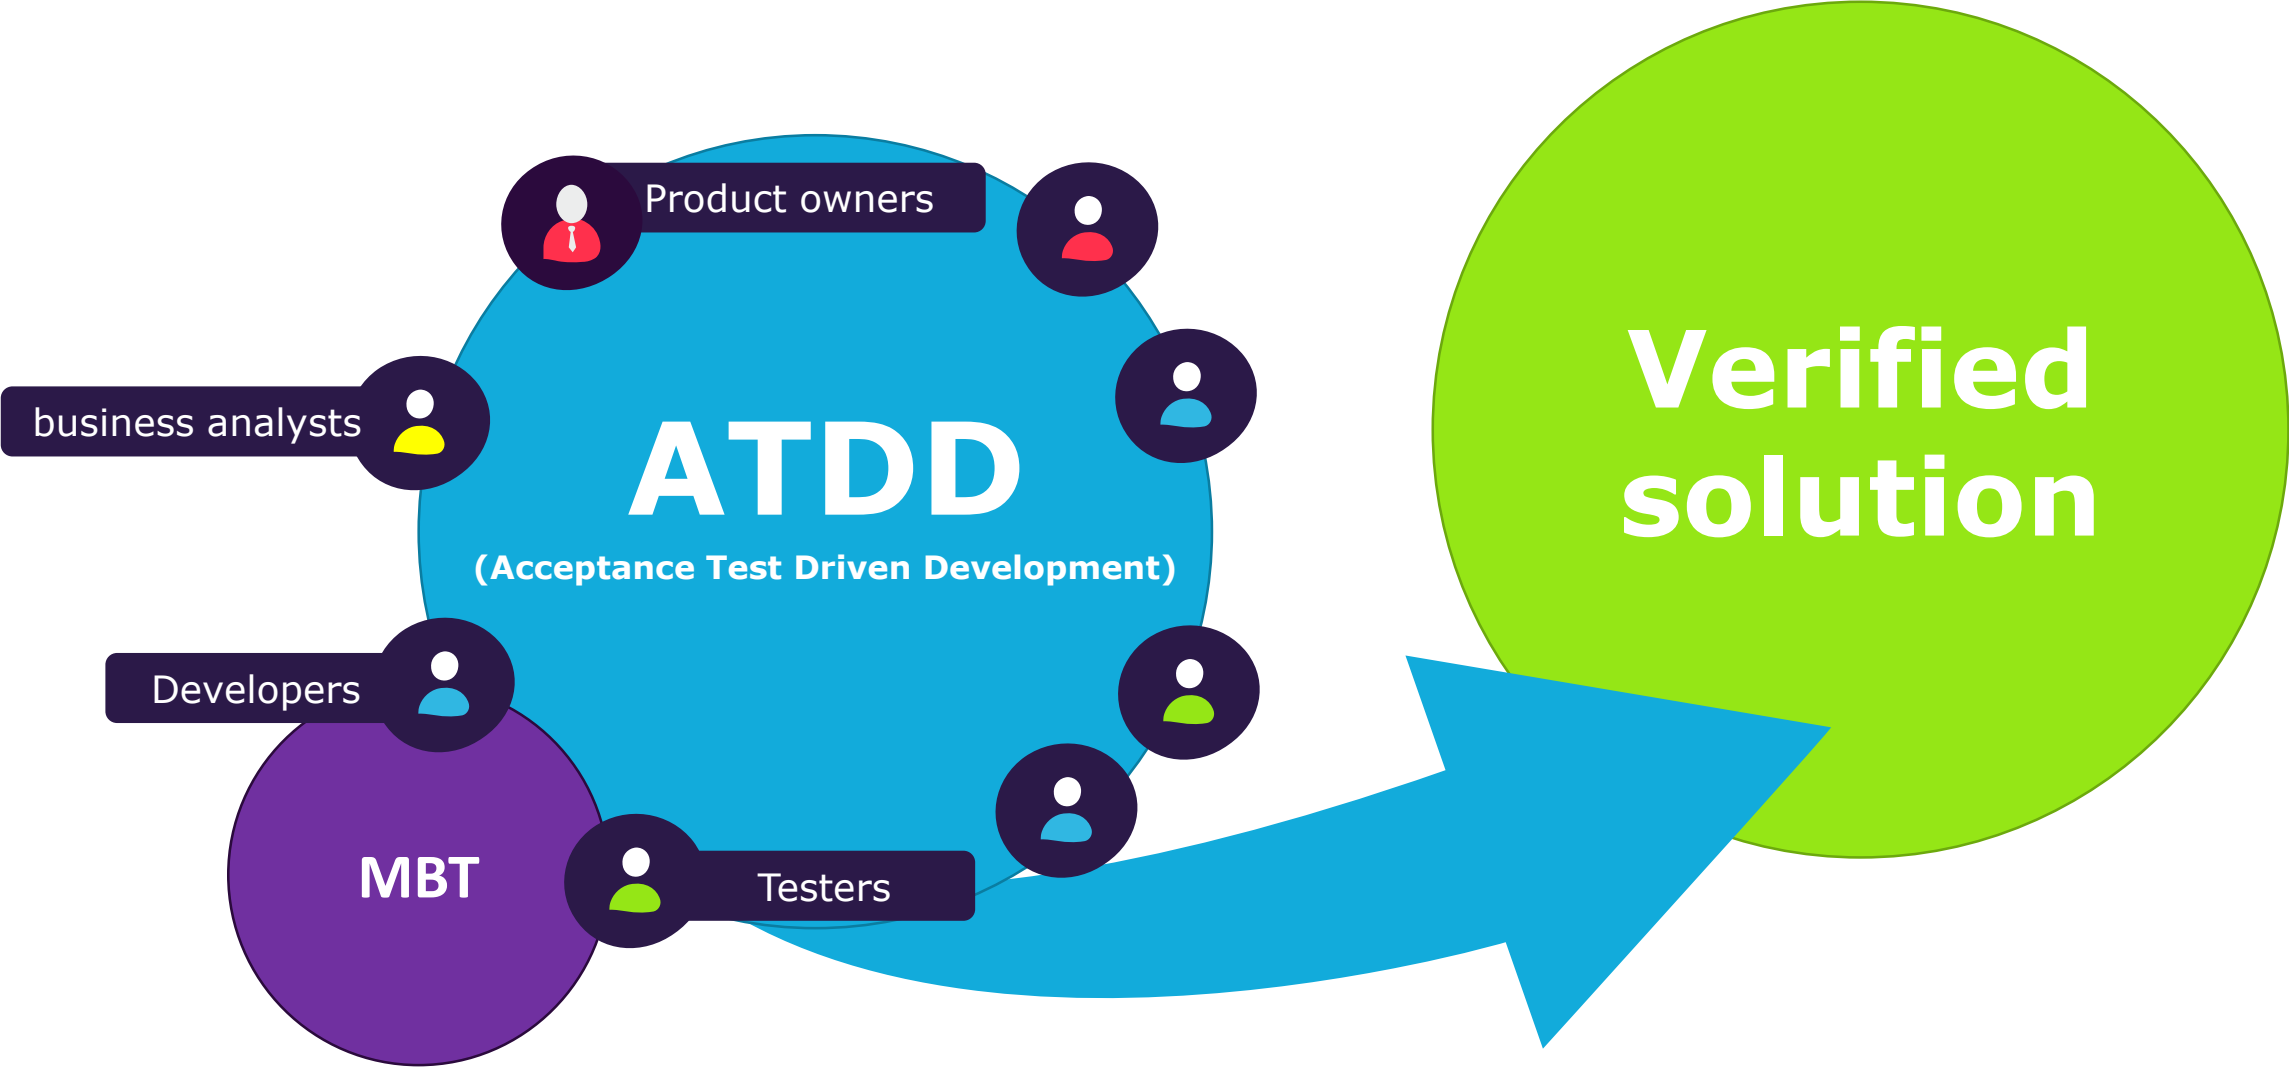 Product owners
business analysts
ATDD
(Acceptance Test Driven Development)
Developers
MBT
Testers
Verified
solution